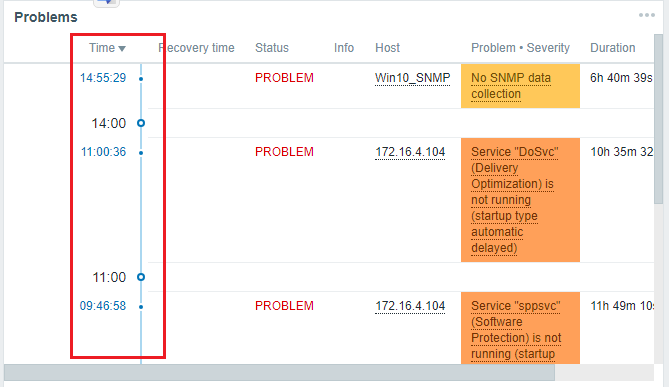 Problems
Time Recovery time Status Info Host Problem • Severity Duration
14:55:29 PROBLEM Win10_SNMP No SNMP data 6h 40m 39s
collection
14:00
11:00:36 PROBLEM 172.16.4.104 Service "DoSvc" 10h 35m 32
(Delivery
Optimization) is
not running
(startup type
automatic
delayed)
11:00
09:46:58 PROBLEM 172.16.4.104 Service "sppsvc" 11h 49m 10s
(Software
Protection) is not
running (startup